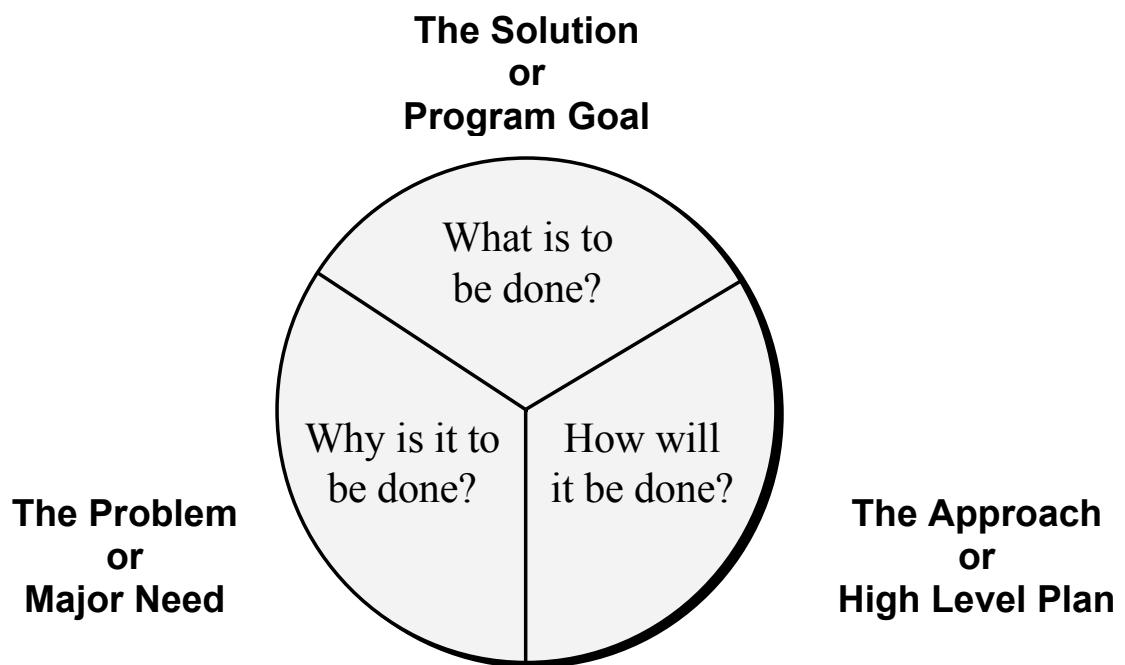 The Solution
or
Program Goal
What is to
be done?
Why is it to
be done?
How will
it be done?
The Problem
or
Major Need
The Approach
or
High Level Plan